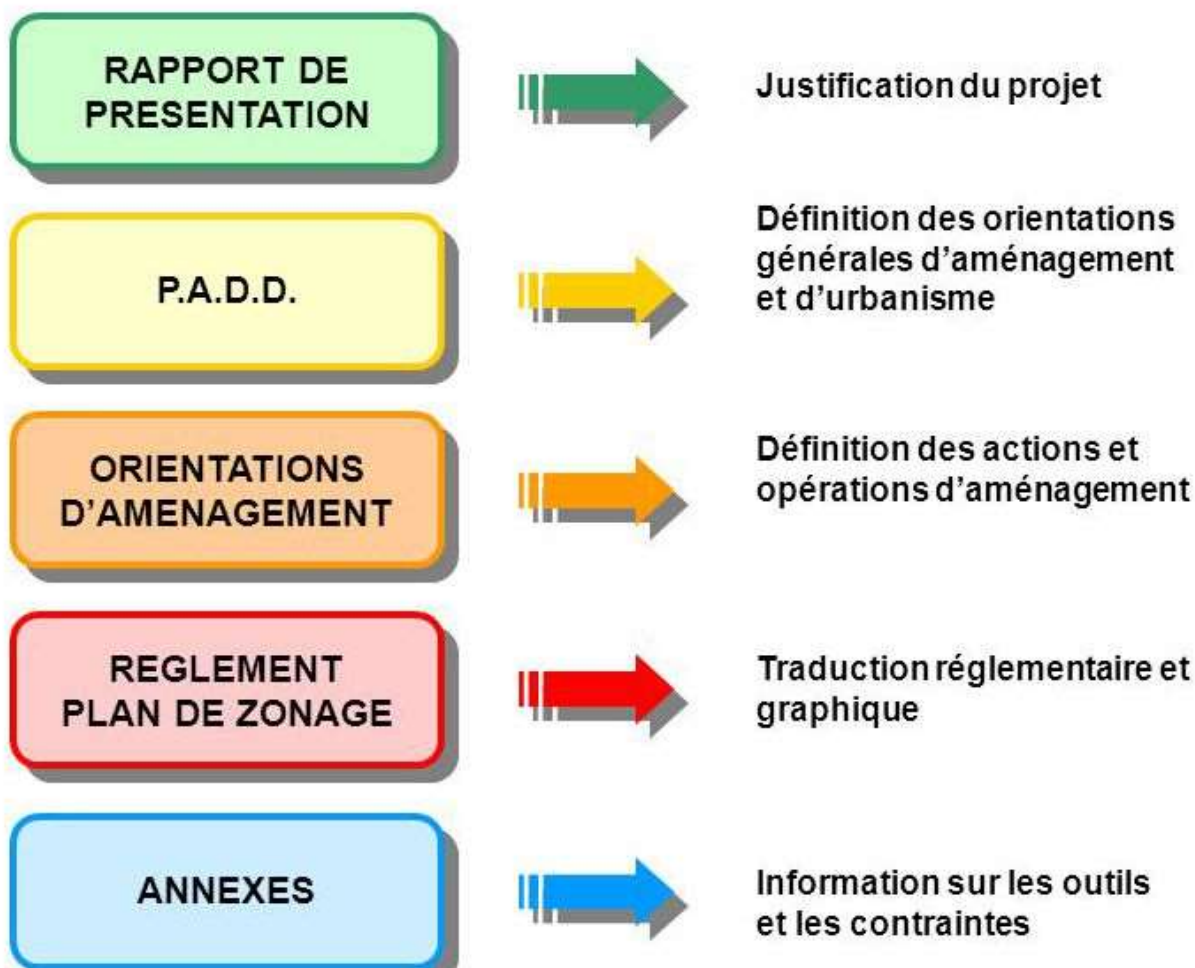 RAPPORT DE
PRESENTATION
Justification du projet
P.A.D.D.
Définition des orientations
générales d'aménagement
et d'urbanisme
ORIENTATIONS
D'AMENAGEMENT
Définition des actions et
opérations d'aménagement
REGLEMENT
PLAN DE ZONAGE
Traduction réglementaire et
graphique
ANNEXES
Information sur les outils
et les contraintes